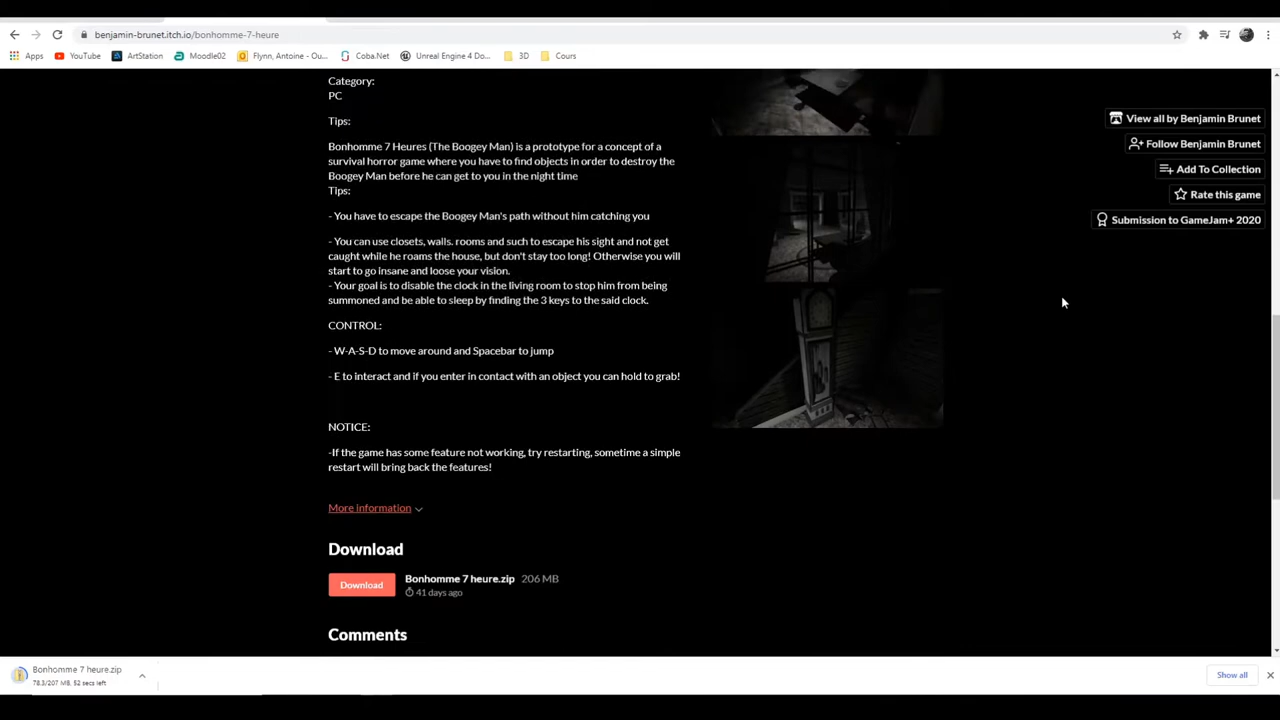 benjamin-brunet.itch.io/bonhomme-7-heure
Apps
YouTube
ArtStation
Moodle02
Flynn, Antoine - Ou...
Coba.Net
Unreal Engine 4 Do...
3D
Cours
Category:
PC
Tips:
Bonhomme 7 Heures (The Boogey Man) is a prototype for a concept of a
survival horror game where you have to find objects in order to destroy the
Boogey Man before he can get to you in the night time
Tips:
- You have to escape the Boogey Man's path without him catching you
- You can use closets, walls. rooms and such to escape his sight and not get
caught while he roams the house, but don't stay too long! Otherwise you will
start to go insane and loose your vision.
- Your goal is to disable the clock in the living room to stop him from being
summoned and be able to sleep by finding the 3 keys to the said clock.
CONTROL:
- W-A-S-D to move around and Spacebar to jump
- E to interact and if you enter in contact with an object you can hold to grab!
NOTICE:
-If the game has some feature not working, try restarting, sometime a simple
restart will bring back the features!
More information
Download
Download
Bonhomme 7 heure.zip 206 MB
41 days ago
Comments
View all by Benjamin Brunet
Follow Benjamin Brunet
Add To Collection
Rate this game
Submission to GameJam+ 2020
Bonhomme 7 heure.zip
78.3/207 MB, 52 secs left
Show all